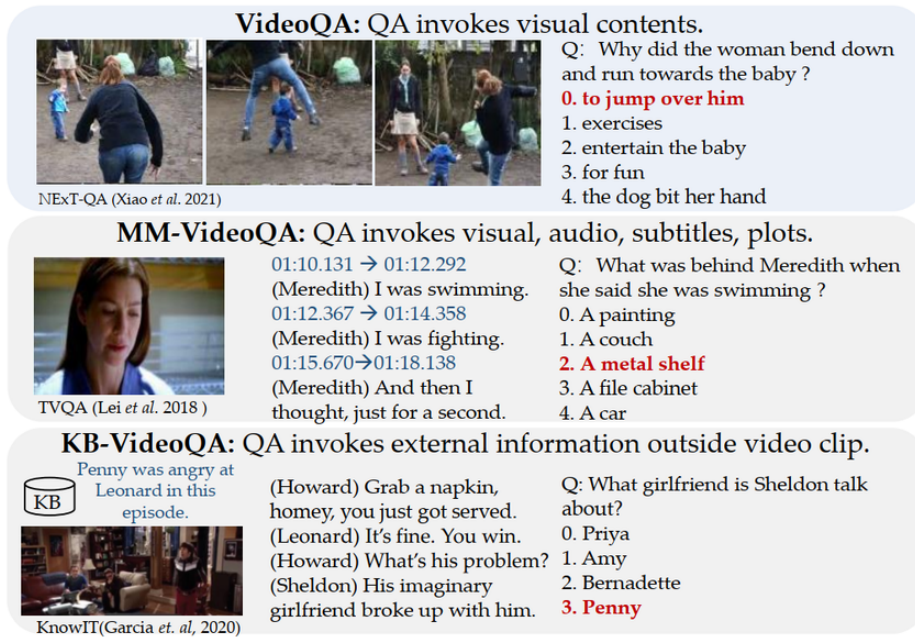 VideoQA: QA invokes visual contents.
Q: Why did the woman bend down
and run towards the baby ?
0. to jump over him
1. exercises
2. entertain the baby
3. for fun
4. the dog bit her hand
NExT-QA (Xiao et al. 2021)
MM-VideoQA: QA invokes visual, audio, subtitles, plots.
01:10.131 → 01:12.292
(Meredith) I was swimming.
01:12.367 → 01:14.358
(Meredith) I was fighting.
01:15.670→01:18.138
(Meredith) And then I
thought, just for a second.
Q: What was behind Meredith when
she said she was swimming ?
0. A painting
1. A couch
2. A metal shelf
3. A file cabinet
4. A car
TVQA (Lei et al. 2018 )
KB-VideoQA: QA invokes external information outside video clip.
KB
Penny was angry at
Leonard in this
episode.
(Howard) Grab a napkin,
homey, you just got served.
(Leonard) It's fine. You win.
(Howard) What's his problem?
(Sheldon) His imaginary
girlfriend broke up with him.
Q: What girlfriend is Sheldon talk
about?
0. Priya
1. Amy
2. Bernadette
3. Penny
KnowIT(Garcia et. al, 2020)